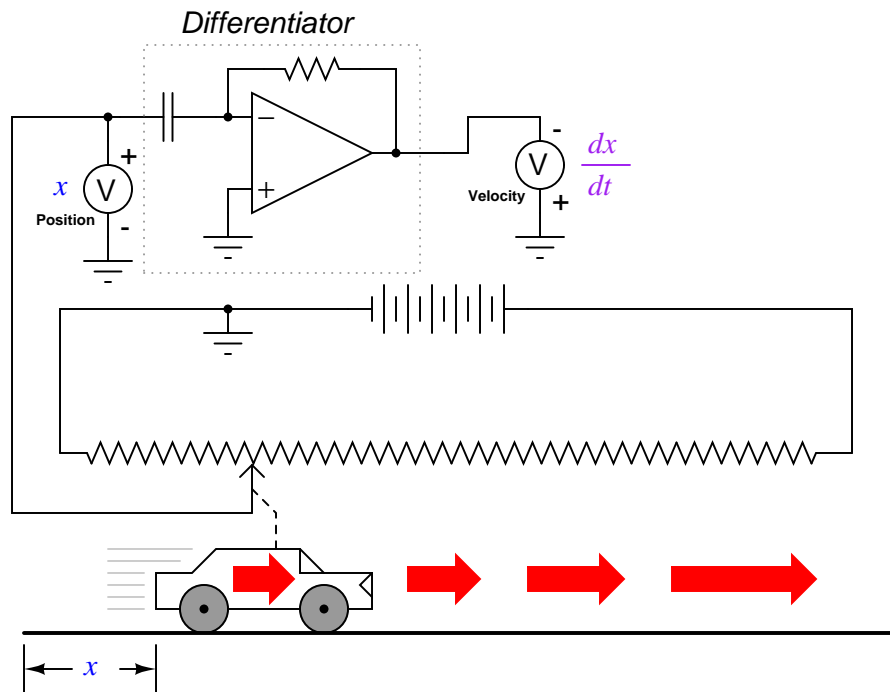 Differentiator
−
+
+
x
V
Position
-
-
V
Velocity
+
dx
dt
x